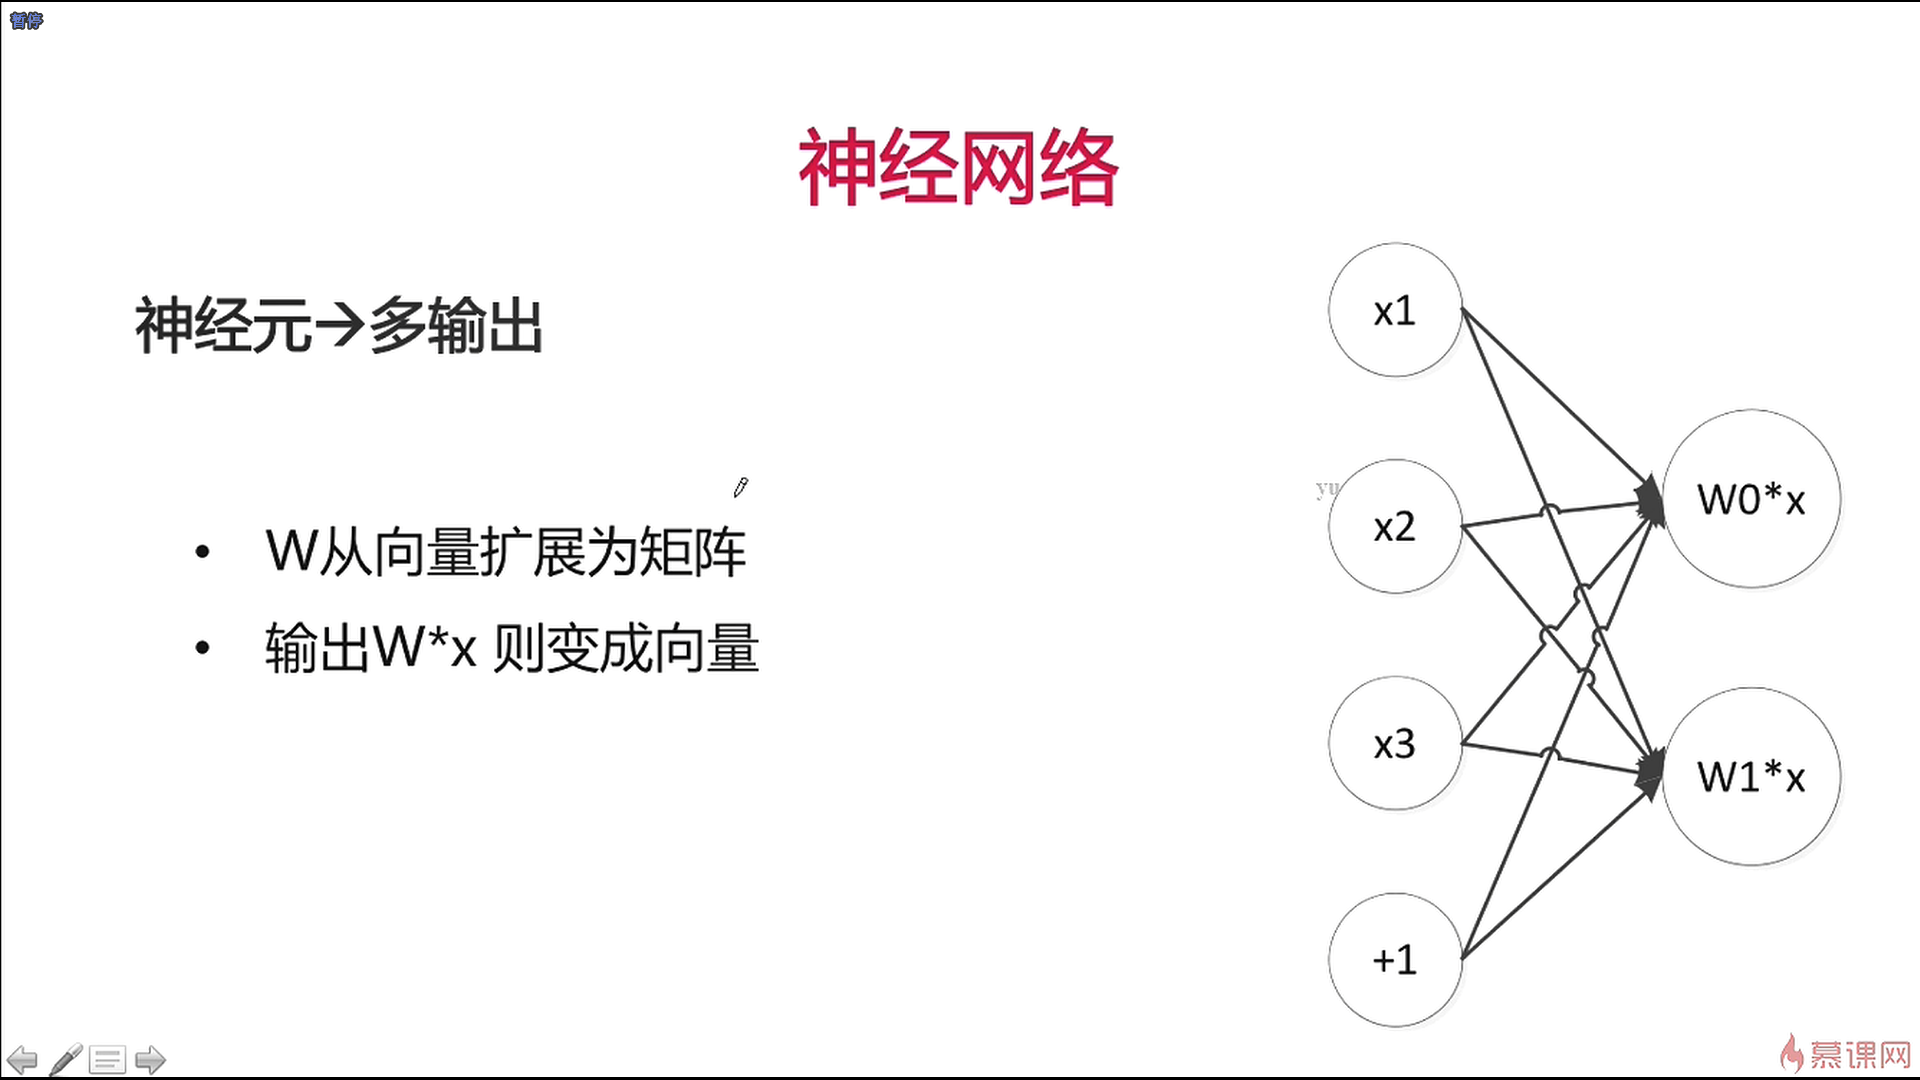 暂停
神经网络
神经元→多输出
• W从向量扩展为矩阵
• 输出W*x 则变成向量
x1
x2
x3
+1
W0*x
W1*x
yu
慕课网